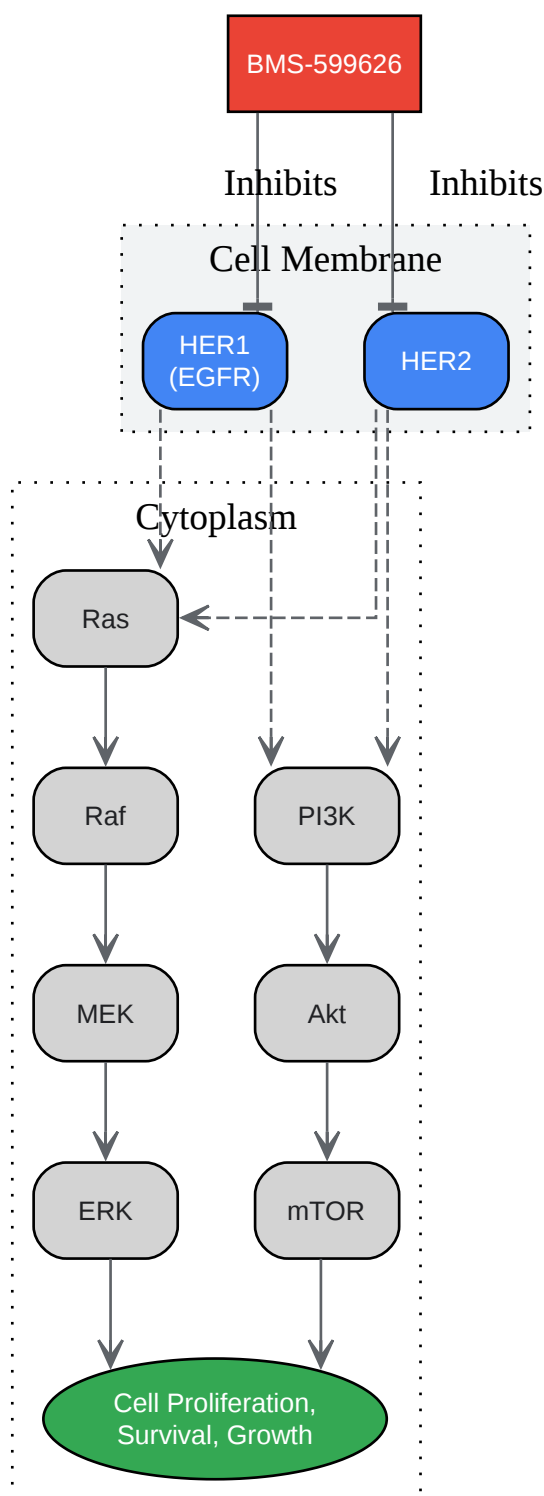 BMS-599626
Inhibits
Inhibits
Cell Membrane
HER1
(EGFR)
HER2
Cytoplasm
Ras
Raf
PI3K
MEK
Akt
ERK
mTOR
Cell Proliferation,
Survival, Growth